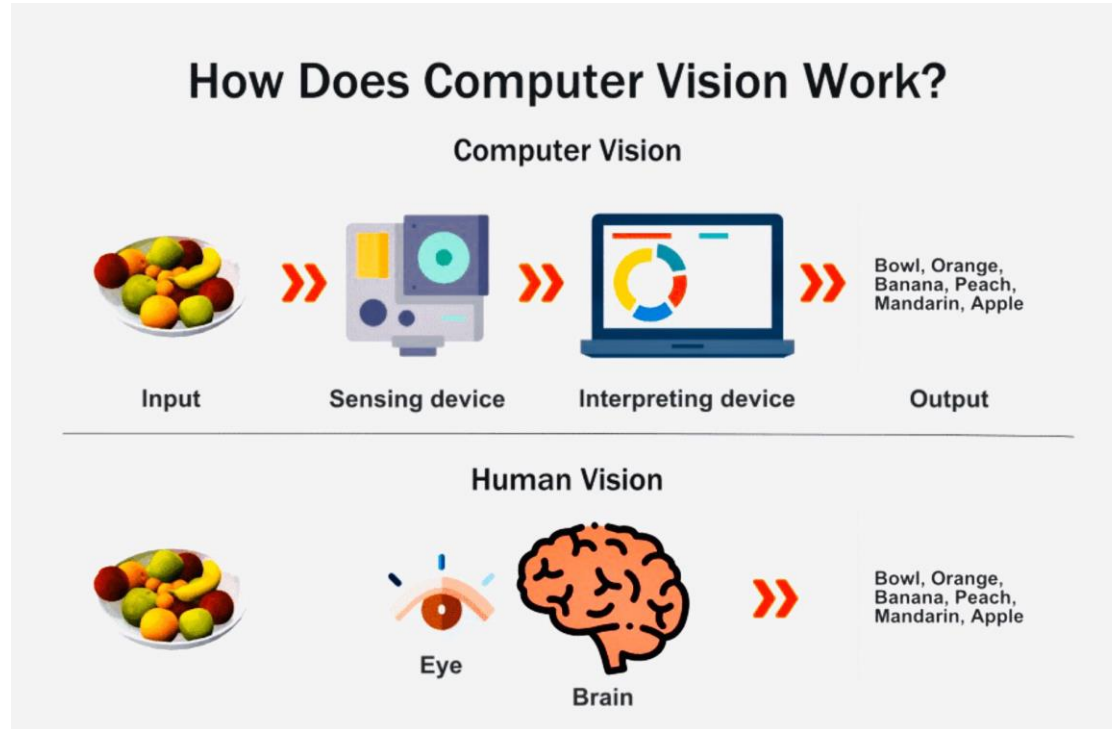 How Does Computer Vision Work?
Computer Vision
Bowl, Orange,
Banana, Peach,
Mandarin, Apple
Input
Sensing device
Interpreting device
Output
Human Vision
Bowl, Orange,
Banana, Peach,
Mandarin, Apple
Eye
Brain